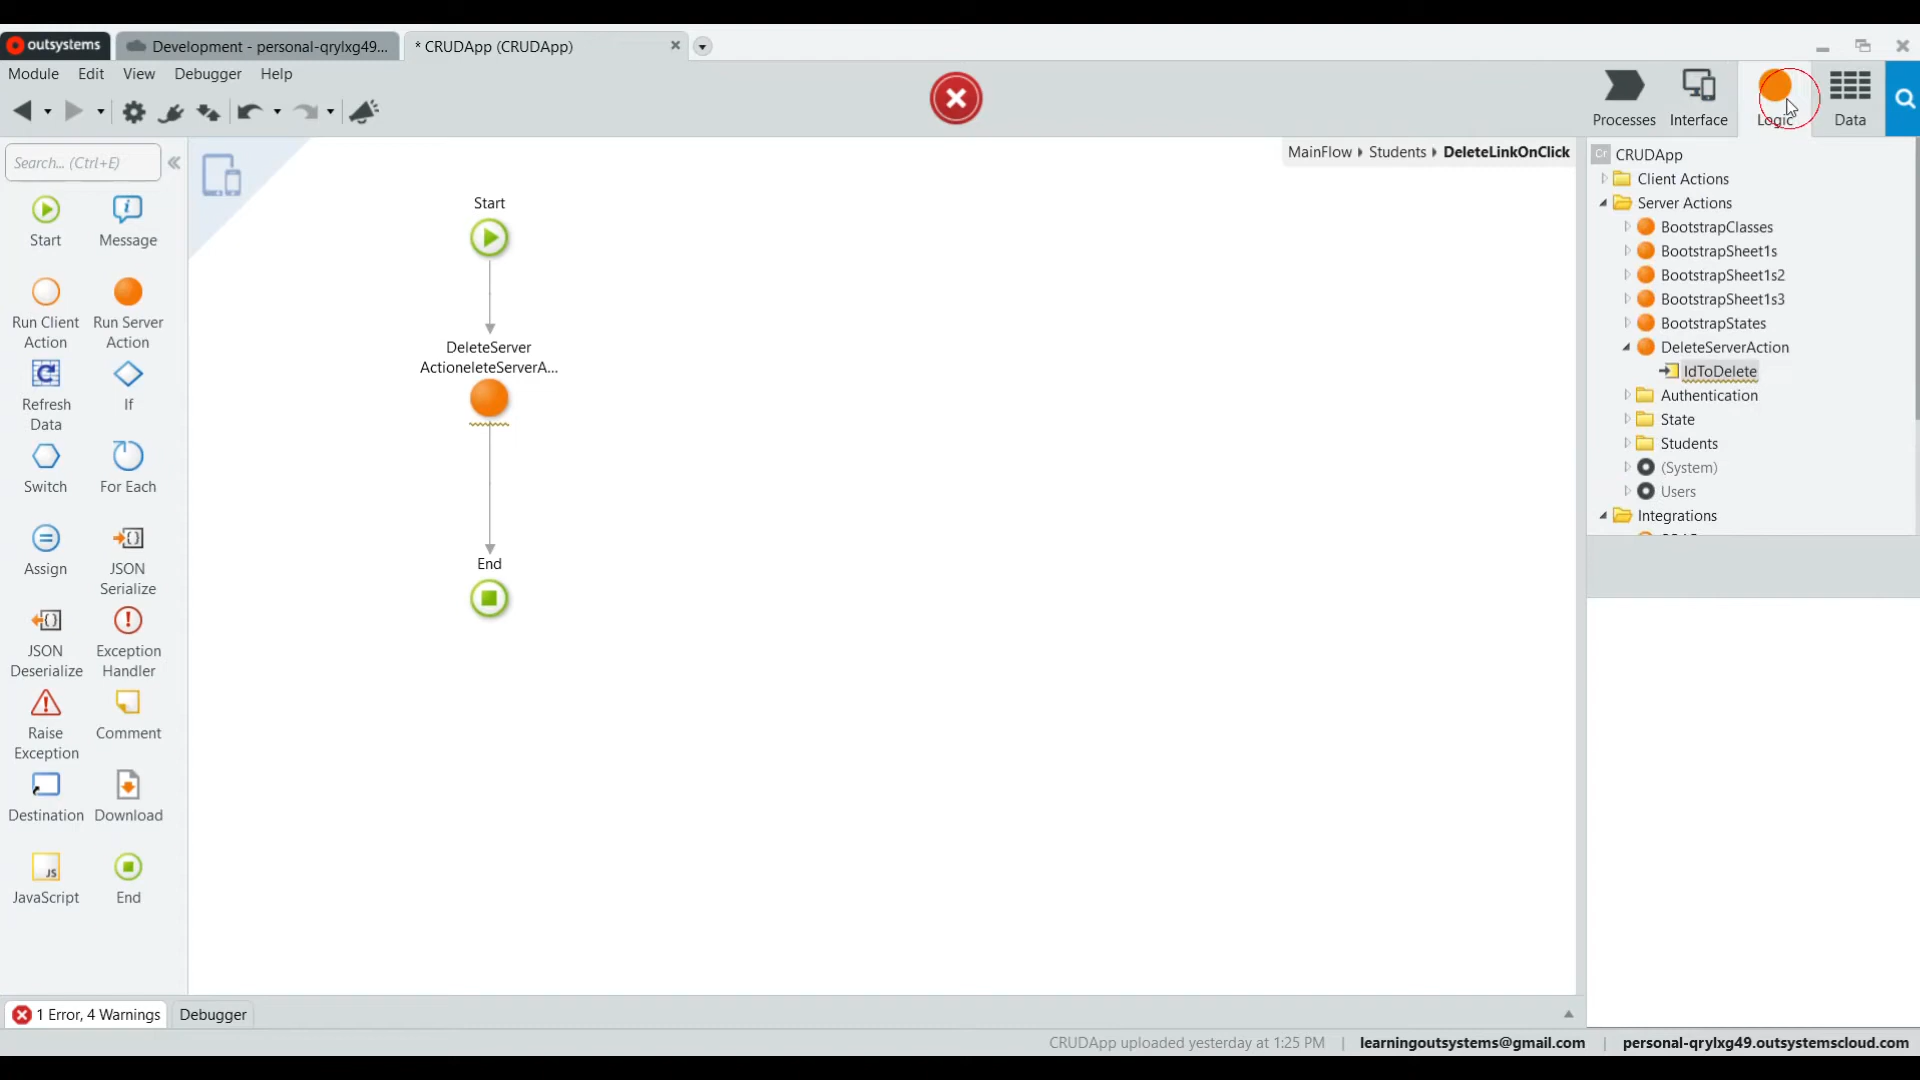 outsystems
Development - personal-qrylxg49...
* CRUDApp (CRUDApp)
Module Edit View Debugger Help
Processes Interface Logic Data
Search... (Ctrl+E)
MainFlow Students DeleteLinkOnClick
Start Message
Run Client Action Run Server Action
Refresh Data If
Switch For Each
Assign JSON Serialize
JSON Deserialize Exception Handler
Raise Exception Comment
Destination Download
JavaScript End
Start
DeleteServer
ActioneleteServerA...
End
CRUDApp
Client Actions
Server Actions
BootstrapClasses
BootstrapSheet1s
BootstrapSheet1s2
BootstrapSheet1s3
BootstrapStates
DeleteServerAction
IdToDelete
Authentication
State
Students
(System)
Users
Integrations
1 Error, 4 Warnings Debugger
CRUDApp uploaded yesterday at 1:25 PM | learningoutsystems@gmail.com | personal-qrylxg49.outsystemscloud.com